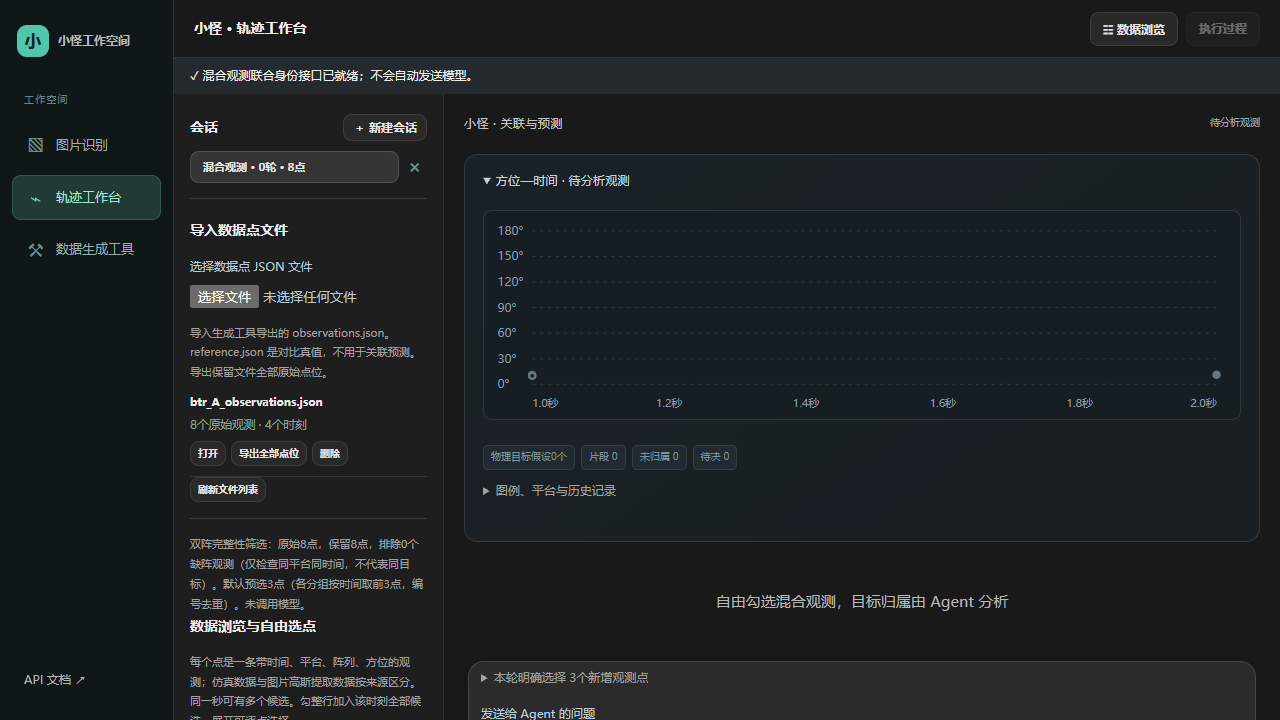 小 小怪工作空间
工作空间
图片识别
轨迹工作台
数据生成工具
API 文档 ↗
小怪 • 轨迹工作台
☷ 数据浏览
执行过程
✓ 混合观测联合身份接口已就绪；不会自动发送模型。
会话
＋ 新建会话
混合观测 • 0轮 • 8点
✕
导入数据点文件
选择数据点 JSON 文件
选择文件 未选择任何文件
导入生成工具导出的 observations.json。
reference.json 是对比真值，不用于关联预测。
导出保留文件全部原始点位。
btr_A_observations.json
8个原始观测 · 4个时刻
打开 导出全部点位 删除
刷新文件列表
双阵完整性筛选：原始8点，保留8点，排除0个
缺阵观测（仅检查同平台同时间，不代表同目
标）。默认预选3点（各分组按时间取前3点，编
号去重）。未调用模型。
数据浏览与自由选点
每个点是一条带时间、平台、阵列、方位的观
测；仿真数据与图片高斯提取数据按来源区分。
同一秒可有多个候选。勾整行加入该时刻全部候
小怪 · 关联与预测
待分析观测
▼ 方位—时间 · 待分析观测
180°
150°
120°
90°
60°
30°
0°
1.0秒 1.2秒 1.4秒 1.6秒 1.8秒 2.0秒
物理目标假设0个 片段 0 未归属 0 待决 0
▶ 图例、平台与历史记录
自由勾选混合观测，目标归属由 Agent 分析
▶ 本轮明确选择 3个新增观测点
发送给 Agent 的问题